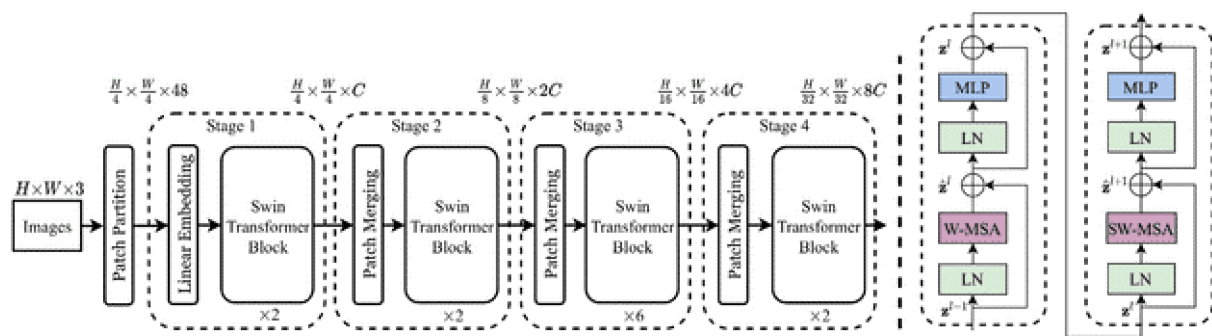 H/4 × W/4 × 48
H/4 × W/4 × C
H/8 × W/8 × 2C
H/16 × W/16 × 4C
H/32 × W/32 × 8C
H×W×3
Images
Patch Partition
Stage 1
Linear Embedding
Swin
Transformer
Block
×2
Stage 2
Patch Merging
Swin
Transformer
Block
×2
Stage 3
Patch Merging
Swin
Transformer
Block
×6
Stage 4
Patch Merging
Swin
Transformer
Block
×2
z^l
MLP
LN
ẑ^l
W-MSA
LN
z^{l-1}
z^{l+1}
MLP
LN
ẑ^{l+1}
SW-MSA
LN
z^l